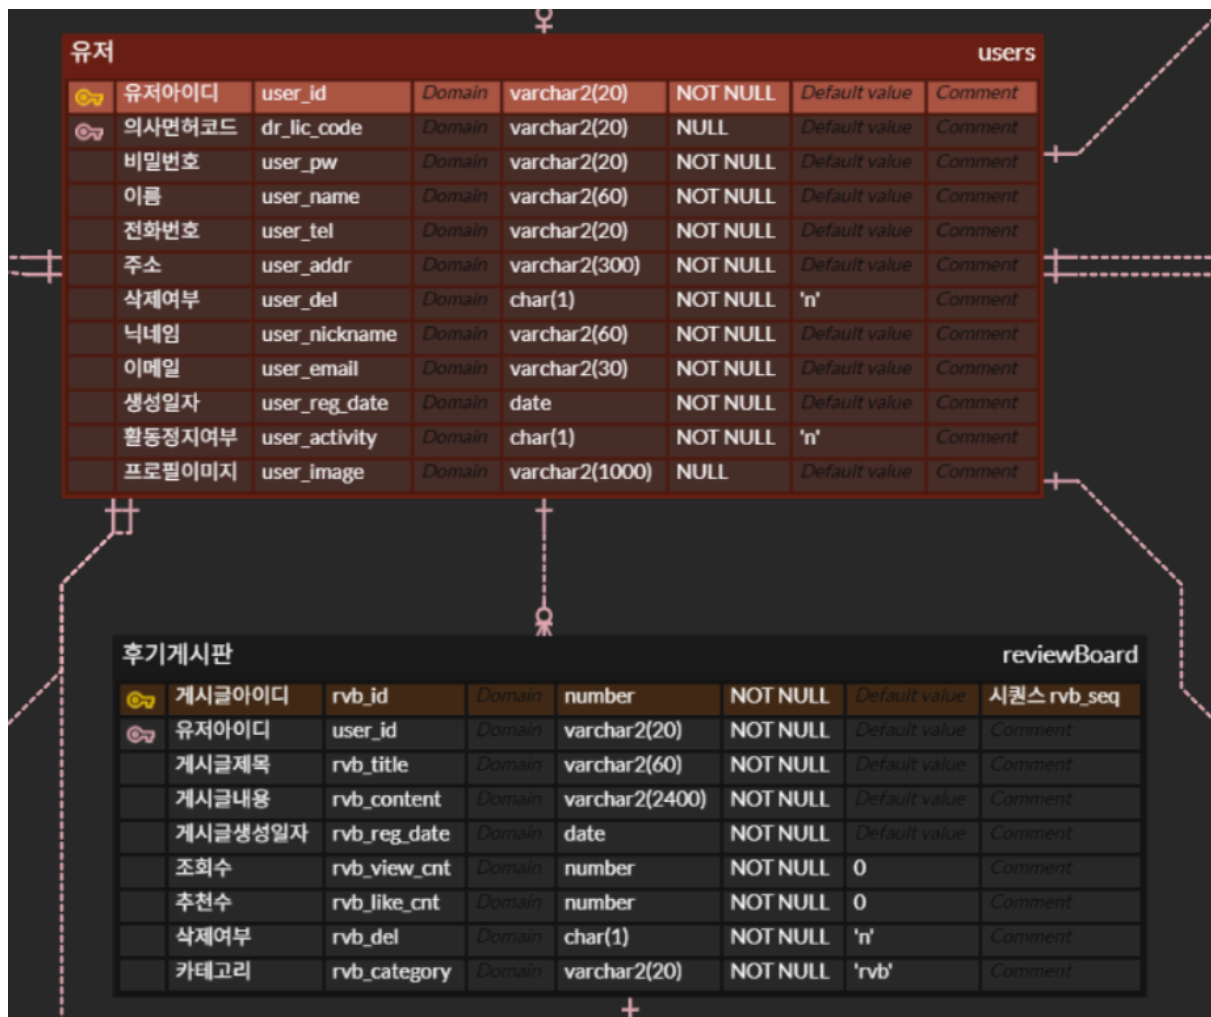 유저 users
유저아이디 user_id Domain varchar2(20) NOT NULL Default value Comment
의사면허코드 dr_lic_code Domain varchar2(20) NULL Default value Comment
비밀번호 user_pw Domain varchar2(20) NOT NULL Default value Comment
이름 user_name Domain varchar2(60) NOT NULL Default value Comment
전화번호 user_tel Domain varchar2(20) NOT NULL Default value Comment
주소 user_addr Domain varchar2(300) NOT NULL Default value Comment
삭제여부 user_del Domain char(1) NOT NULL 'n' Comment
닉네임 user_nickname Domain varchar2(60) NOT NULL Default value Comment
이메일 user_email Domain varchar2(30) NOT NULL Default value Comment
생성일자 user_reg_date Domain date NOT NULL Default value Comment
활동정지여부 user_activity Domain char(1) NOT NULL 'n' Comment
프로필이미지 user_image Domain varchar2(1000) NULL Default value Comment
후기게시판 reviewBoard
게시글아이디 rvb_id Domain number NOT NULL Default value 시퀀스 rvb_seq
유저아이디 user_id Domain varchar2(20) NOT NULL Default value Comment
게시글제목 rvb_title Domain varchar2(60) NOT NULL Default value Comment
게시글내용 rvb_content Domain varchar2(2400) NOT NULL Default value Comment
게시글생성일자 rvb_reg_date Domain date NOT NULL Default value Comment
조회수 rvb_view_cnt Domain number NOT NULL 0 Comment
추천수 rvb_like_cnt Domain number NOT NULL 0 Comment
삭제여부 rvb_del Domain char(1) NOT NULL 'n' Comment
카테고리 rvb_category Domain varchar2(20) NOT NULL 'rvb' Comment